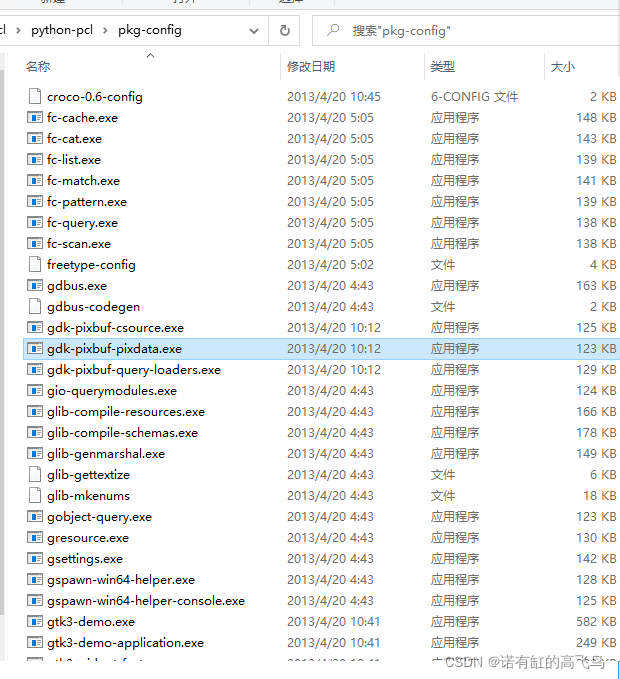 cl › python-pcl › pkg-config
搜索"pkg-config"
名称 修改日期 类型 大小
croco-0.6-config 2013/4/20 10:45 6-CONFIG 文件 2 KB
fc-cache.exe 2013/4/20 5:05 应用程序 148 KB
fc-cat.exe 2013/4/20 5:05 应用程序 143 KB
fc-list.exe 2013/4/20 5:05 应用程序 139 KB
fc-match.exe 2013/4/20 5:05 应用程序 141 KB
fc-pattern.exe 2013/4/20 5:05 应用程序 139 KB
fc-query.exe 2013/4/20 5:05 应用程序 138 KB
fc-scan.exe 2013/4/20 5:05 应用程序 138 KB
freetype-config 2013/4/20 5:02 文件 4 KB
gdbus.exe 2013/4/20 4:43 应用程序 163 KB
gdbus-codegen 2013/4/20 4:43 文件 2 KB
gdk-pixbuf-csource.exe 2013/4/20 10:12 应用程序 125 KB
gdk-pixbuf-pixdata.exe 2013/4/20 10:12 应用程序 123 KB
gdk-pixbuf-query-loaders.exe 2013/4/20 10:12 应用程序 129 KB
gio-querymodules.exe 2013/4/20 4:43 应用程序 124 KB
glib-compile-resources.exe 2013/4/20 4:43 应用程序 166 KB
glib-compile-schemas.exe 2013/4/20 4:43 应用程序 178 KB
glib-genmarshal.exe 2013/4/20 4:43 应用程序 149 KB
glib-gettextize 2013/4/20 4:43 文件 6 KB
glib-mkenums 2013/4/20 4:43 文件 18 KB
gobject-query.exe 2013/4/20 4:43 应用程序 123 KB
gresource.exe 2013/4/20 4:43 应用程序 130 KB
gsettings.exe 2013/4/20 4:43 应用程序 142 KB
gspawn-win64-helper.exe 2013/4/20 4:43 应用程序 128 KB
gspawn-win64-helper-console.exe 2013/4/20 4:43 应用程序 125 KB
gtk3-demo.exe 2013/4/20 10:41 应用程序 582 KB
gtk3-demo-application.exe 2013/4/20 10:41 应用程序 249 KB
CSDN @诺有缸的高飞鸟